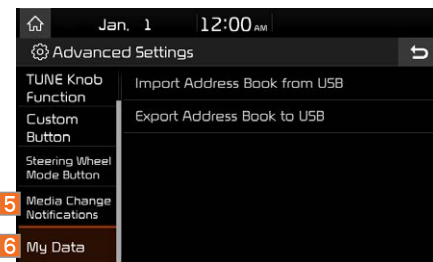 Jan. 1 12:00 AM
Advanced Settings
TUNE Knob
Function
Import Address Book from USB
Custom
Button
Export Address Book to USB
Steering Wheel
Mode Button
5 Media Change
Notifications
6 My Data